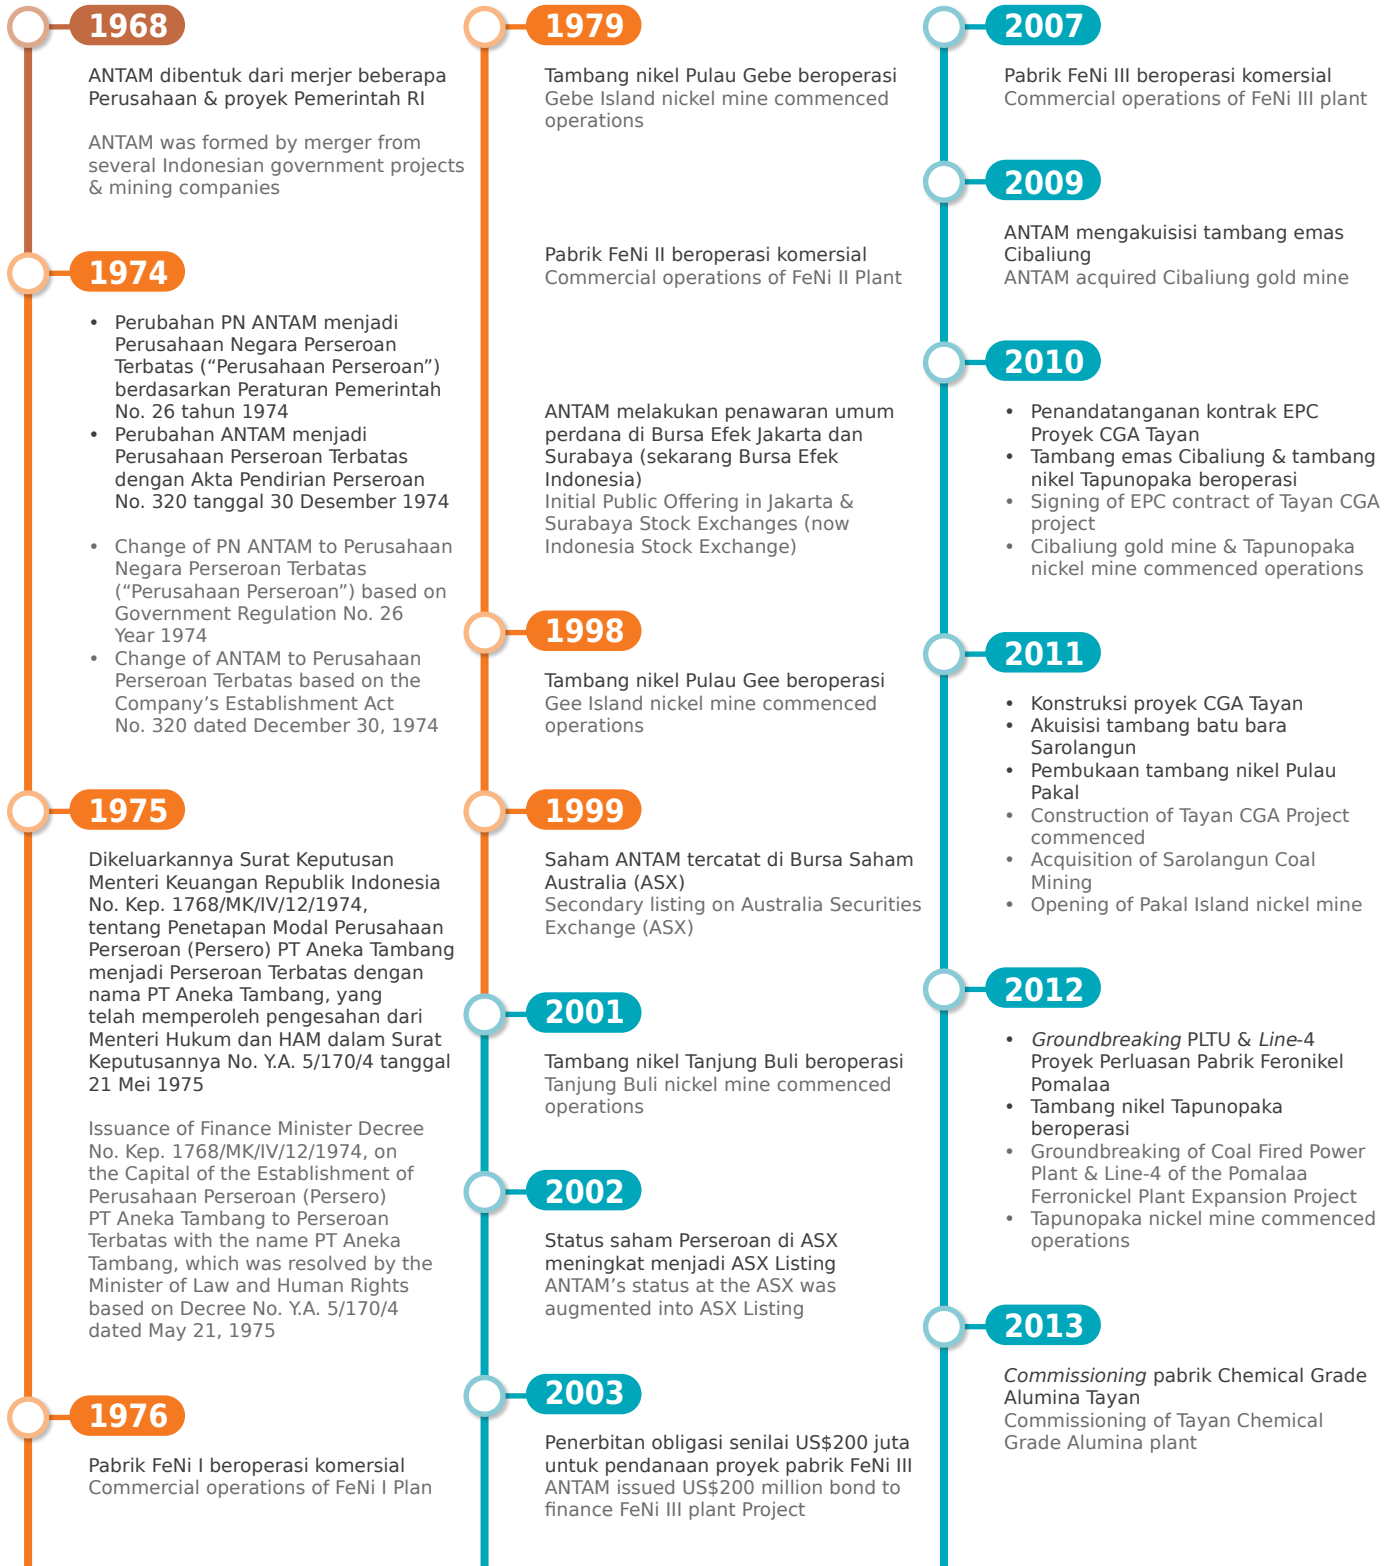 1968
ANTAM dibentuk dari merjer beberapa
Perusahaan & proyek Pemerintah RI
ANTAM was formed by merger from
several Indonesian government projects
& mining companies
1974
• Perubahan PN ANTAM menjadi
Perusahaan Negara Perseroan
Terbatas (“Perusahaan Perseroan”)
berdasarkan Peraturan Pemerintah
No. 26 tahun 1974
• Perubahan ANTAM menjadi
Perusahaan Perseroan Terbatas
dengan Akta Pendirian Perseroan
No. 320 tanggal 30 Desember 1974
• Change of PN ANTAM to Perusahaan
Negara Perseroan Terbatas
(“Perusahaan Perseroan”) based on
Government Regulation No. 26
Year 1974
• Change of ANTAM to Perusahaan
Perseroan Terbatas based on the
Company’s Establishment Act
No. 320 dated December 30, 1974
1975
Dikeluarkannya Surat Keputusan
Menteri Keuangan Republik Indonesia
No. Kep. 1768/MK/IV/12/1974,
tentang Penetapan Modal Perusahaan
Perseroan (Persero) PT Aneka Tambang
menjadi Perseroan Terbatas dengan
nama PT Aneka Tambang, yang
telah memperoleh pengesahan dari
Menteri Hukum dan HAM dalam Surat
Keputusannya No. Y.A. 5/170/4 tanggal
21 Mei 1975
Issuance of Finance Minister Decree
No. Kep. 1768/MK/IV/12/1974, on
the Capital of the Establishment of
Perusahaan Perseroan (Persero)
PT Aneka Tambang to Perseroan
Terbatas with the name PT Aneka
Tambang, which was resolved by the
Minister of Law and Human Rights
based on Decree No. Y.A. 5/170/4
dated May 21, 1975
1976
Pabrik FeNi I beroperasi komersial
Commercial operations of FeNi I Plan
1979
Tambang nikel Pulau Gebe beroperasi
Gebe Island nickel mine commenced
operations
Pabrik FeNi II beroperasi komersial
Commercial operations of FeNi II Plant
ANTAM melakukan penawaran umum
perdana di Bursa Efek Jakarta dan
Surabaya (sekarang Bursa Efek
Indonesia)
Initial Public Offering in Jakarta &
Surabaya Stock Exchanges (now
Indonesia Stock Exchange)
1998
Tambang nikel Pulau Gee beroperasi
Gee Island nickel mine commenced
operations
1999
Saham ANTAM tercatat di Bursa Saham
Australia (ASX)
Secondary listing on Australia Securities
Exchange (ASX)
2001
Tambang nikel Tanjung Buli beroperasi
Tanjung Buli nickel mine commenced
operations
2002
Status saham Perseroan di ASX
meningkat menjadi ASX Listing
ANTAM’s status at the ASX was
augmented into ASX Listing
2003
Penerbitan obligasi senilai US$200 juta
untuk pendanaan proyek pabrik FeNi III
ANTAM issued US$200 million bond to
finance FeNi III plant Project
2007
Pabrik FeNi III beroperasi komersial
Commercial operations of FeNi III plant
2009
ANTAM mengakuisisi tambang emas
Cibaliung
ANTAM acquired Cibaliung gold mine
2010
• Penandatanganan kontrak EPC
Proyek CGA Tayan
• Tambang emas Cibaliung & tambang
nikel Tapunopaka beroperasi
• Signing of EPC contract of Tayan CGA
project
• Cibaliung gold mine & Tapunopaka
nickel mine commenced operations
2011
• Konstruksi proyek CGA Tayan
• Akuisisi tambang batu bara
Sarolangun
• Pembukaan tambang nikel Pulau
Pakal
• Construction of Tayan CGA Project
commenced
• Acquisition of Sarolangun Coal
Mining
• Opening of Pakal Island nickel mine
2012
• Groundbreaking PLTU & Line-4
Proyek Perluasan Pabrik Feronikel
Pomalaa
• Tambang nikel Tapunopaka
beroperasi
• Groundbreaking of Coal Fired Power
Plant & Line-4 of the Pomalaa
Ferronickel Plant Expansion Project
• Tapunopaka nickel mine commenced
operations
2013
Commissioning pabrik Chemical Grade
Alumina Tayan
Commissioning of Tayan Chemical
Grade Alumina plant